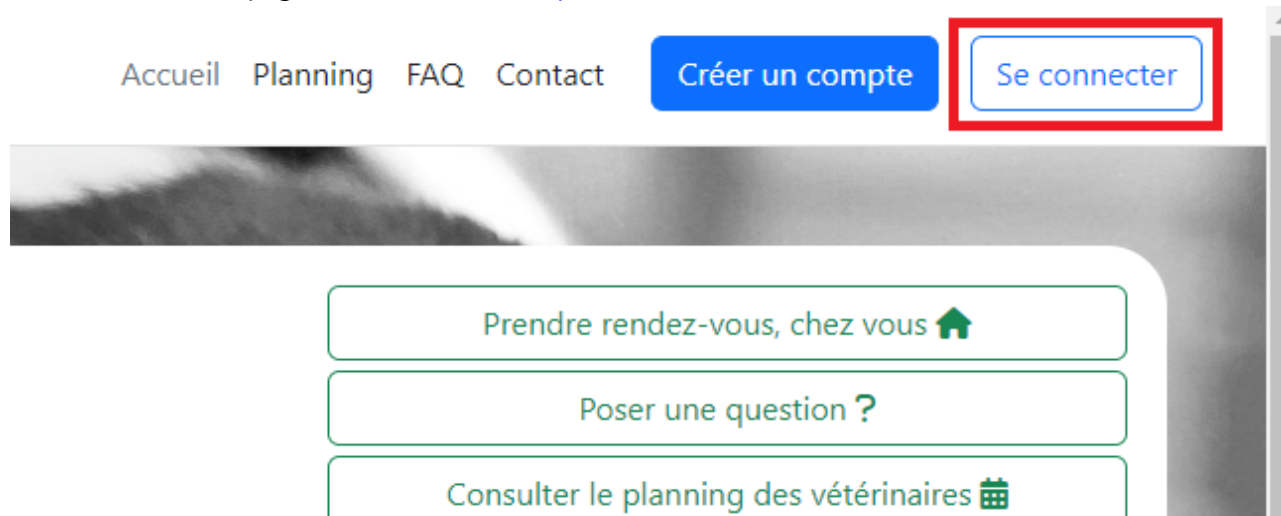 Accueil Planning FAQ Contact Créer un compte Se connecter
Prendre rendez-vous, chez vous
Poser une question ?
Consulter le planning des vétérinaires